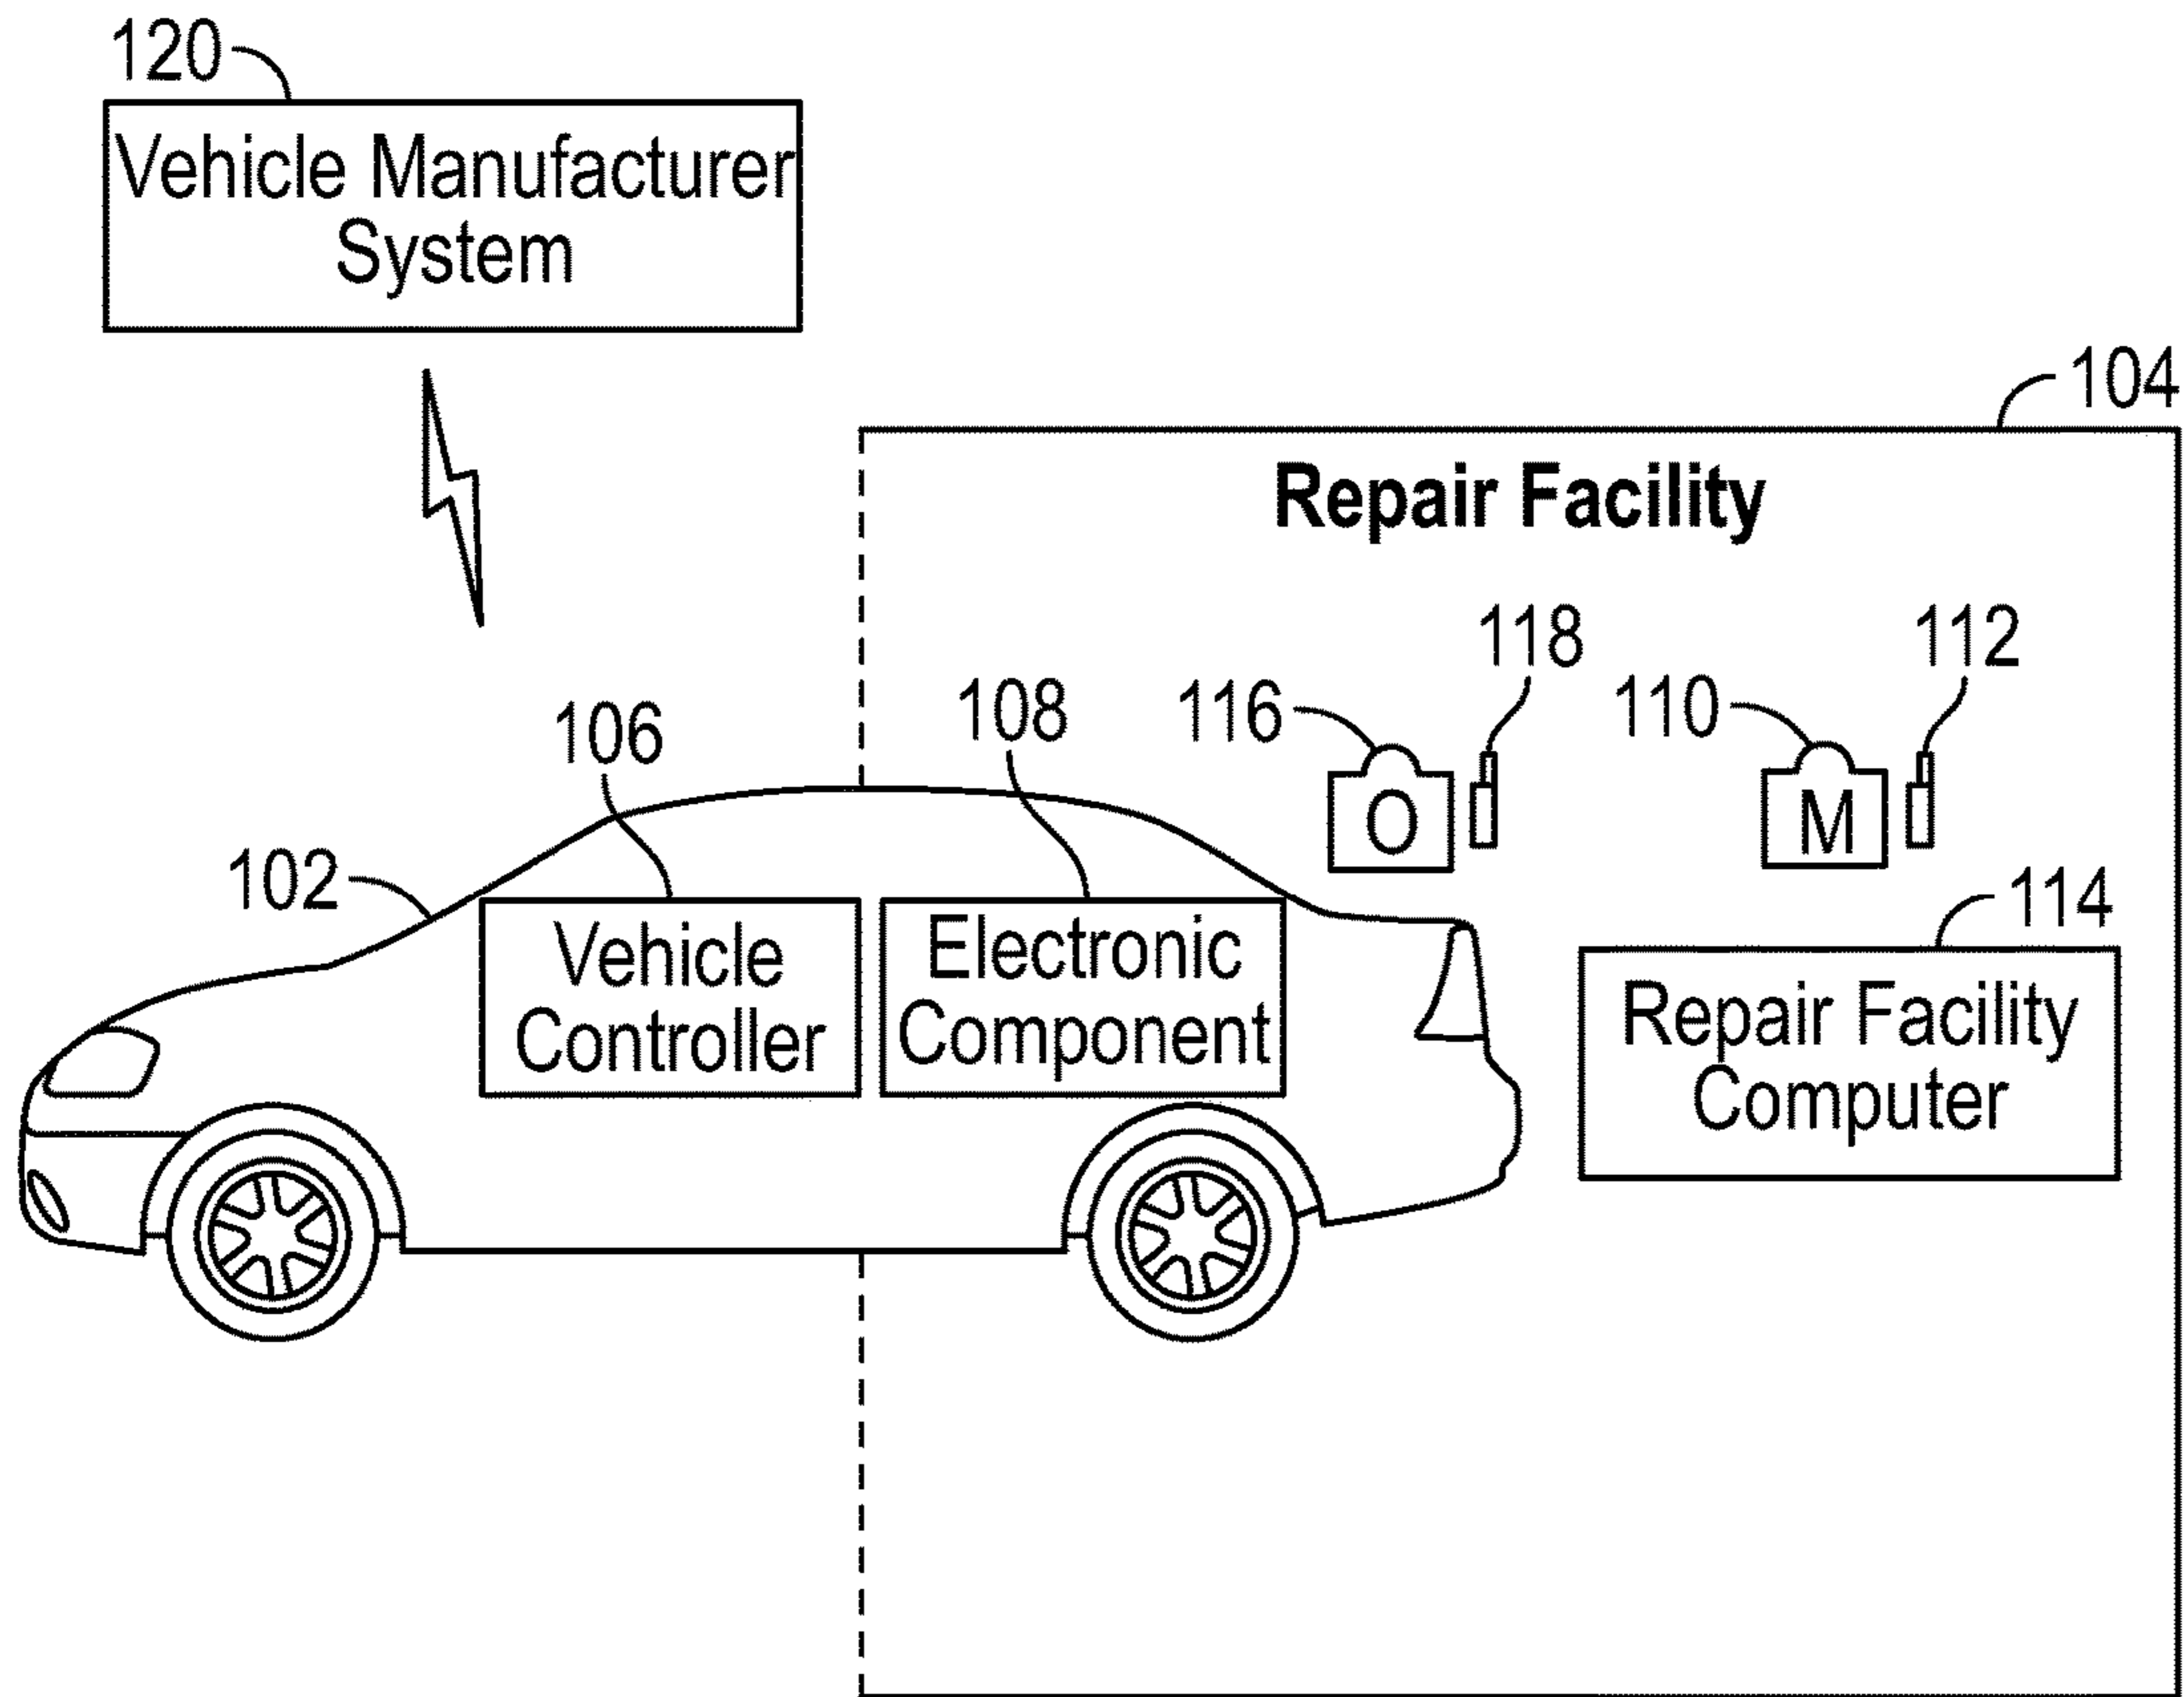 120
Vehicle Manufacturer
System
104
Repair Facility
118
112
116
110
106
108
O
M
102
114
Vehicle
Controller
Electronic
Component
Repair Facility
Computer